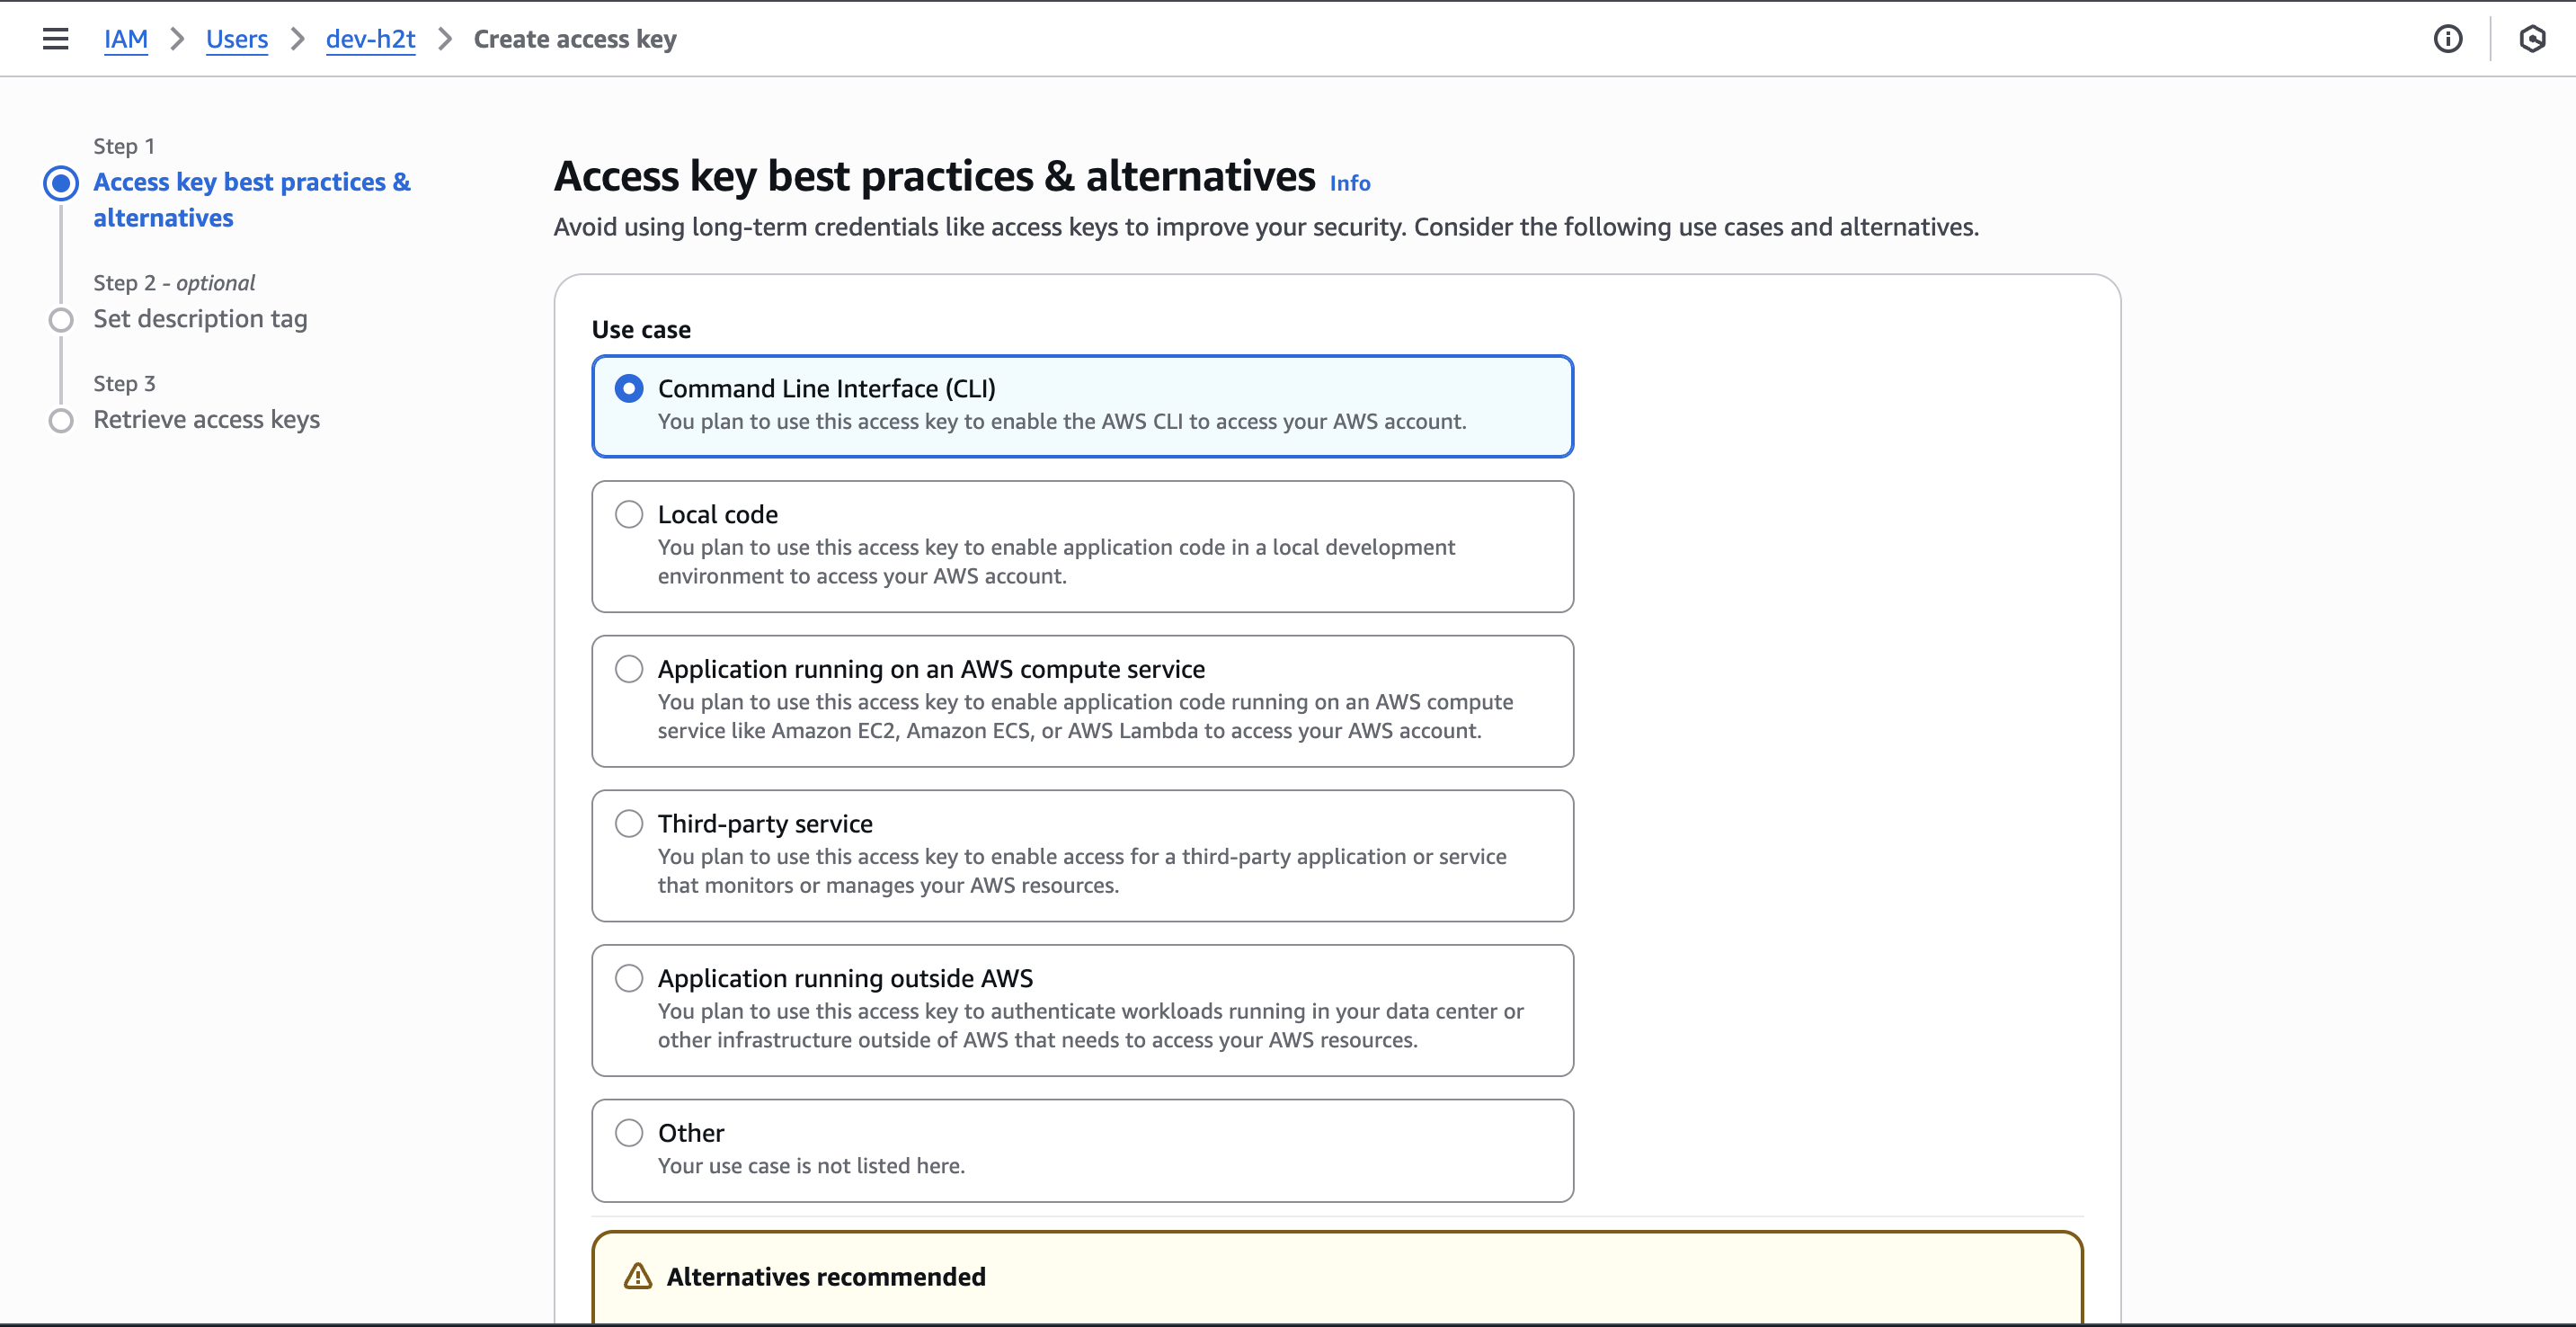 IAM > Users > dev-h2t > Create access key
Step 1
Access key best practices &
alternatives
Step 2 - optional
Set description tag
Step 3
Retrieve access keys
Access key best practices & alternatives Info
Avoid using long-term credentials like access keys to improve your security. Consider the following use cases and alternatives.
Use case
Command Line Interface (CLI)
You plan to use this access key to enable the AWS CLI to access your AWS account.
Local code
You plan to use this access key to enable application code in a local development
environment to access your AWS account.
Application running on an AWS compute service
You plan to use this access key to enable application code running on an AWS compute
service like Amazon EC2, Amazon ECS, or AWS Lambda to access your AWS account.
Third-party service
You plan to use this access key to enable access for a third-party application or service
that monitors or manages your AWS resources.
Application running outside AWS
You plan to use this access key to authenticate workloads running in your data center or
other infrastructure outside of AWS that needs to access your AWS resources.
Other
Your use case is not listed here.
Alternatives recommended